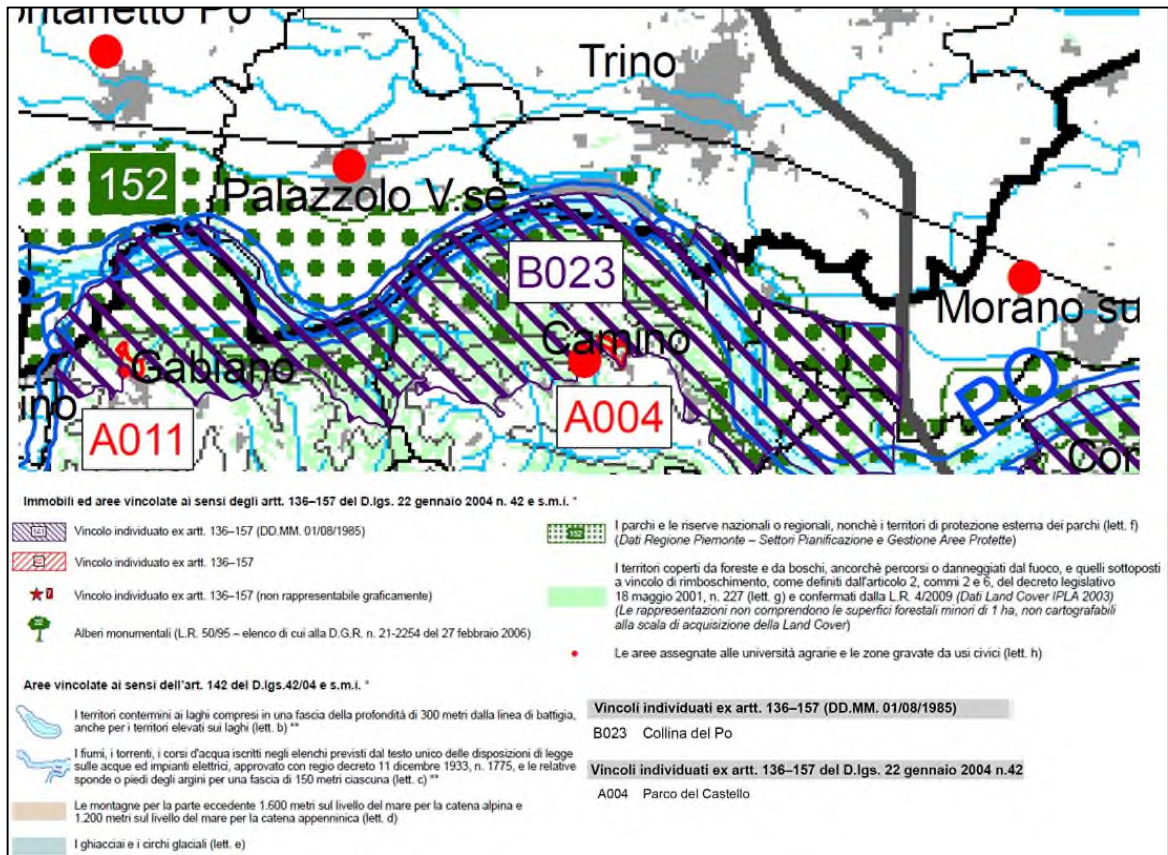 ontanetto Po
Trino
152
Palazzolo V.se
B023
Morano su
Camino
Gabiano
ino
PO
A011
A004
Con
Immobili ed aree vincolate ai sensi degli artt. 136–157 del D.lgs. 22 gennaio 2004 n. 42 e s.m.i. *
Vincolo individuato ex artt. 136–157 (DD.MM. 01/08/1985)
Vincolo individuato ex artt. 136–157
Vincolo individuato ex artt. 136–157 (non rappresentabile graficamente)
Alberi monumentali (L.R. 50/95 – elenco di cui alla D.G.R. n. 21-2254 del 27 febbraio 2006)
Aree vincolate ai sensi dell'art. 142 del D.lgs.42/04 e s.m.i. *
I territori contermini ai laghi compresi in una fascia della profondità di 300 metri dalla linea di battigia,
anche per i territori elevati sui laghi (lett. b) **
I fiumi, i torrenti, i corsi d'acqua iscritti negli elenchi previsti dal testo unico delle disposizioni di legge
sulle acque ed impianti elettrici, approvato con regio decreto 11 dicembre 1933, n. 1775, e le relative
sponde o piedi degli argini per una fascia di 150 metri ciascuna (lett. c) **
Le montagne per la parte eccedente 1.600 metri sul livello del mare per la catena alpina e
1.200 metri sul livello del mare per la catena appenninica (lett. d)
I ghiacciai e i circhi glaciali (lett. e)
152
I parchi e le riserve nazionali o regionali, nonchè i territori di protezione esterna dei parchi (lett. f)
(Dati Regione Piemonte – Settori Pianificazione e Gestione Aree Protette)
I territori coperti da foreste e da boschi, ancorchè percorsi o danneggiati dal fuoco, e quelli sottoposti
a vincolo di rimboschimento, come definiti dall'articolo 2, commi 2 e 6, del decreto legislativo
18 maggio 2001, n. 227 (lett. g) e confermati dalla L.R. 4/2009 (Dati Land Cover IPLA 2003)
(Le rappresentazioni non comprendono le superfici forestali minori di 1 ha, non cartografabili
alla scala di acquisizione della Land Cover)
Le aree assegnate alle università agrarie e le zone gravate da usi civici (lett. h)
Vincoli individuati ex artt. 136–157 (DD.MM. 01/08/1985)
B023 Collina del Po
Vincoli individuati ex artt. 136–157 del D.lgs. 22 gennaio 2004 n.42
A004 Parco del Castello